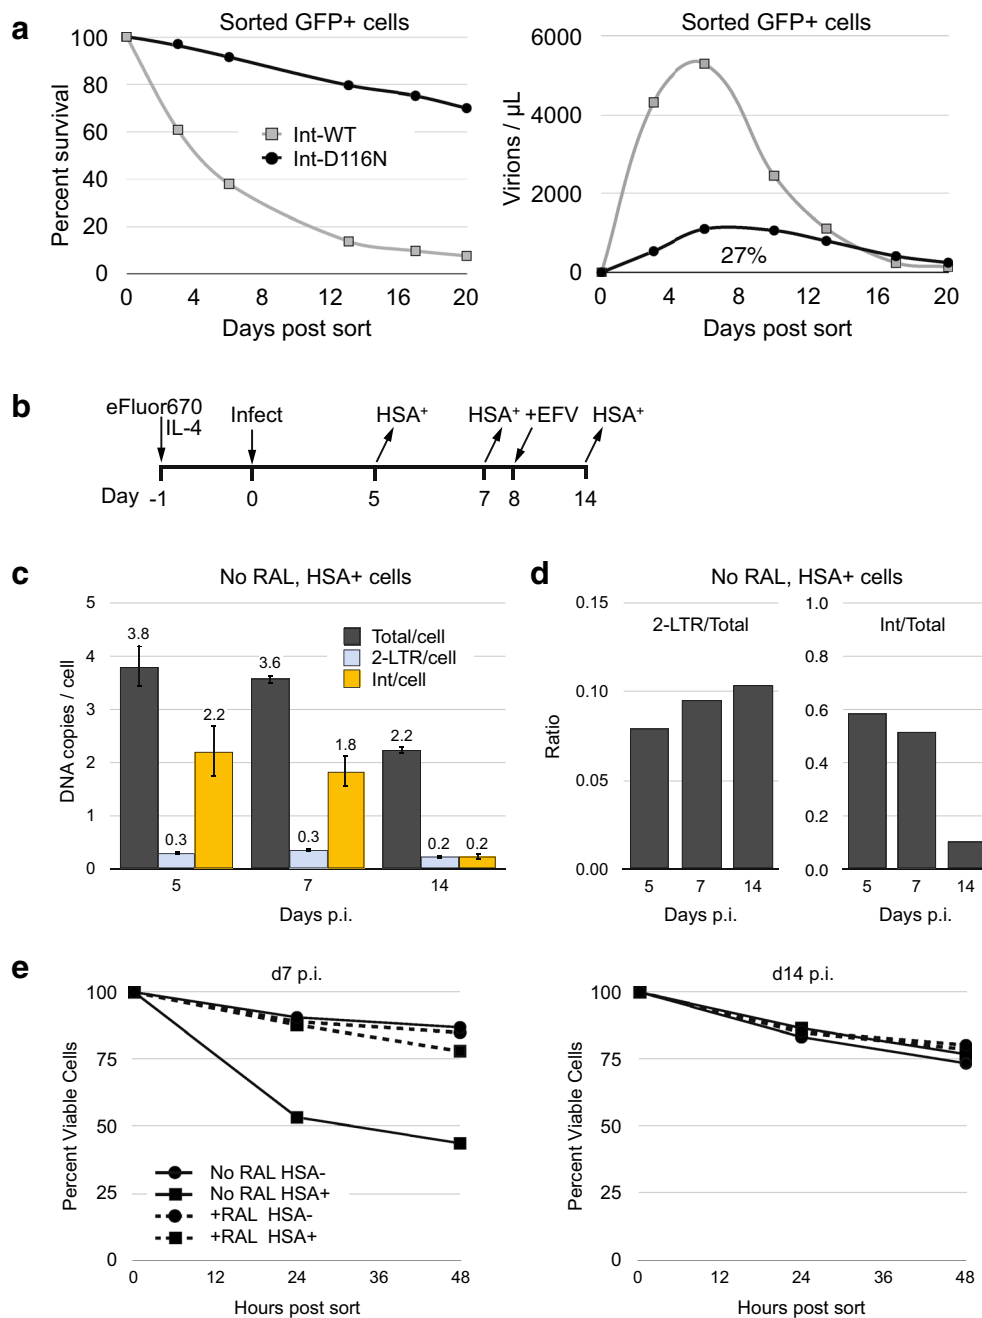 a
Sorted GFP+ cells
Percent survival
100
80
60
40
20
0
Int-WT
Int-D116N
0 4 8 12 16 20
Days post sort
Sorted GFP+ cells
Virions / µL
6000
4000
2000
0
27%
0 4 8 12 16 20
Days post sort
b
eFluor670
IL-4
Infect
HSA+
HSA+ +EFV
HSA+
Day -1 0 5 7 8 14
c
No RAL, HSA+ cells
DNA copies / cell
5
4
3
2
1
0
Total/cell
2-LTR/cell
Int/cell
3.8
0.3
2.2
3.6
0.3
1.8
2.2
0.2
0.2
5 7 14
Days p.i.
d
No RAL, HSA+ cells
Ratio
0.15
0.10
0.05
0.00
2-LTR/Total
5 7 14
Days p.i.
1.0
0.8
0.6
0.4
0.2
0.0
Int/Total
5 7 14
Days p.i.
e
d7 p.i.
Percent Viable Cells
100
75
50
25
0
No RAL HSA-
No RAL HSA+
+RAL HSA-
+RAL HSA+
0 12 24 36 48
Hours post sort
d14 p.i.
Percent Viable Cells
100
75
50
25
0
0 12 24 36 48
Hours post sort